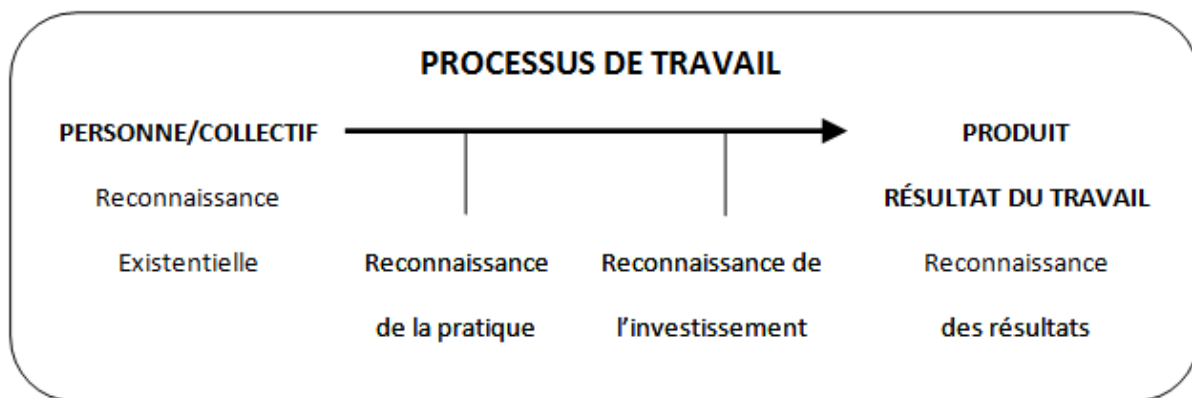 PROCESSUS DE TRAVAIL
PERSONNE/COLLECTIF
PRODUIT
Reconnaissance
RÉSULTAT DU TRAVAIL
Existentielle
Reconnaissance
Reconnaissance de
Reconnaissance
de la pratique
l'investissement
des résultats